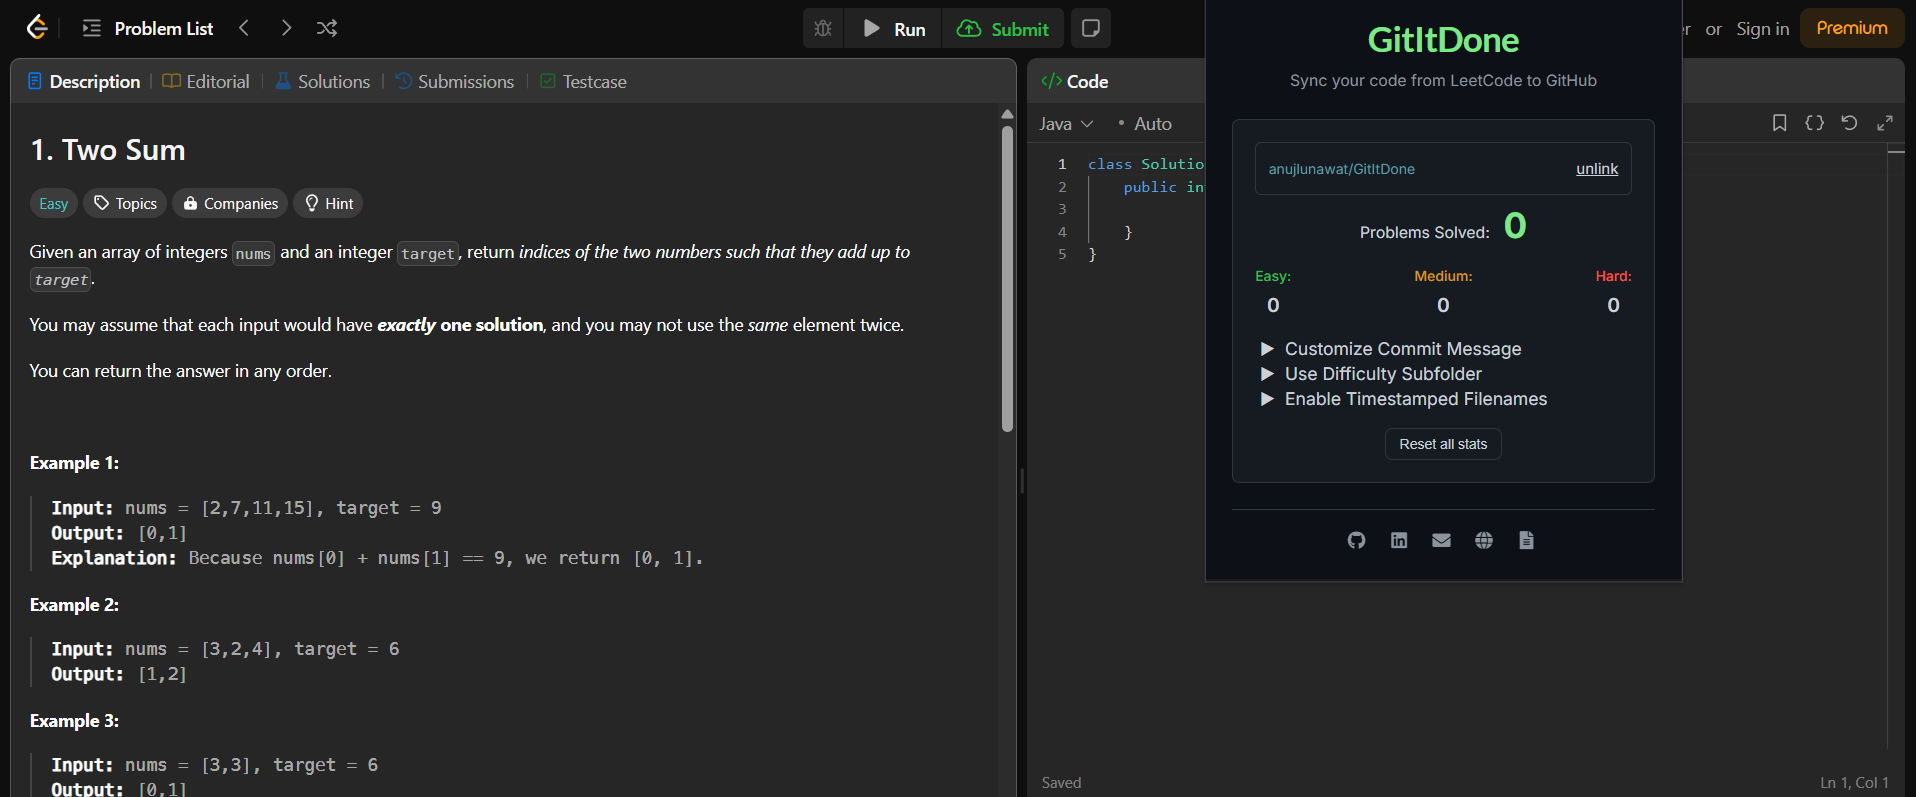 Problem List
Run
Submit
or Sign in
Premium
Description
Editorial
Solutions
Submissions
Testcase
1. Two Sum
Easy
Topics
Companies
Hint
Given an array of integers nums and an integer target, return indices of the two numbers such that they add up to
target.
You may assume that each input would have exactly one solution, and you may not use the same element twice.
You can return the answer in any order.
Example 1:
Input: nums = [2,7,11,15], target = 9
Output: [0,1]
Explanation: Because nums[0] + nums[1] == 9, we return [0, 1].
Example 2:
Input: nums = [3,2,4], target = 6
Output: [1,2]
Example 3:
Input: nums = [3,3], target = 6
Output: [0,1]
</> Code
Java
• Auto
1 class Solutio
2 public in
3
4 }
5 }
Saved
Ln 1, Col 1
GitItDone
Sync your code from LeetCode to GitHub
anujlunawat/GitItDone
unlink
Problems Solved: 0
Easy: Medium: Hard:
0 0 0
▶ Customize Commit Message
▶ Use Difficulty Subfolder
▶ Enable Timestamped Filenames
Reset all stats